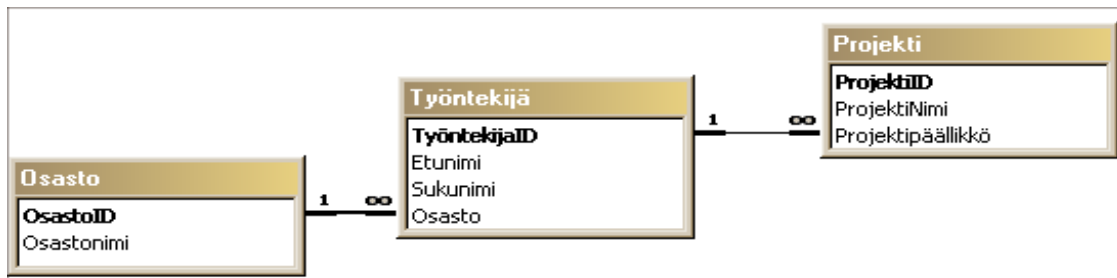 Osasto
OsastoID
Osastonimi
1 ∞
Työntekijä
TyöntekijaID
Etunimi
Sukunimi
Osasto
1 ∞
Projekti
ProjektiID
ProjektiNimi
Projektipäällikkö